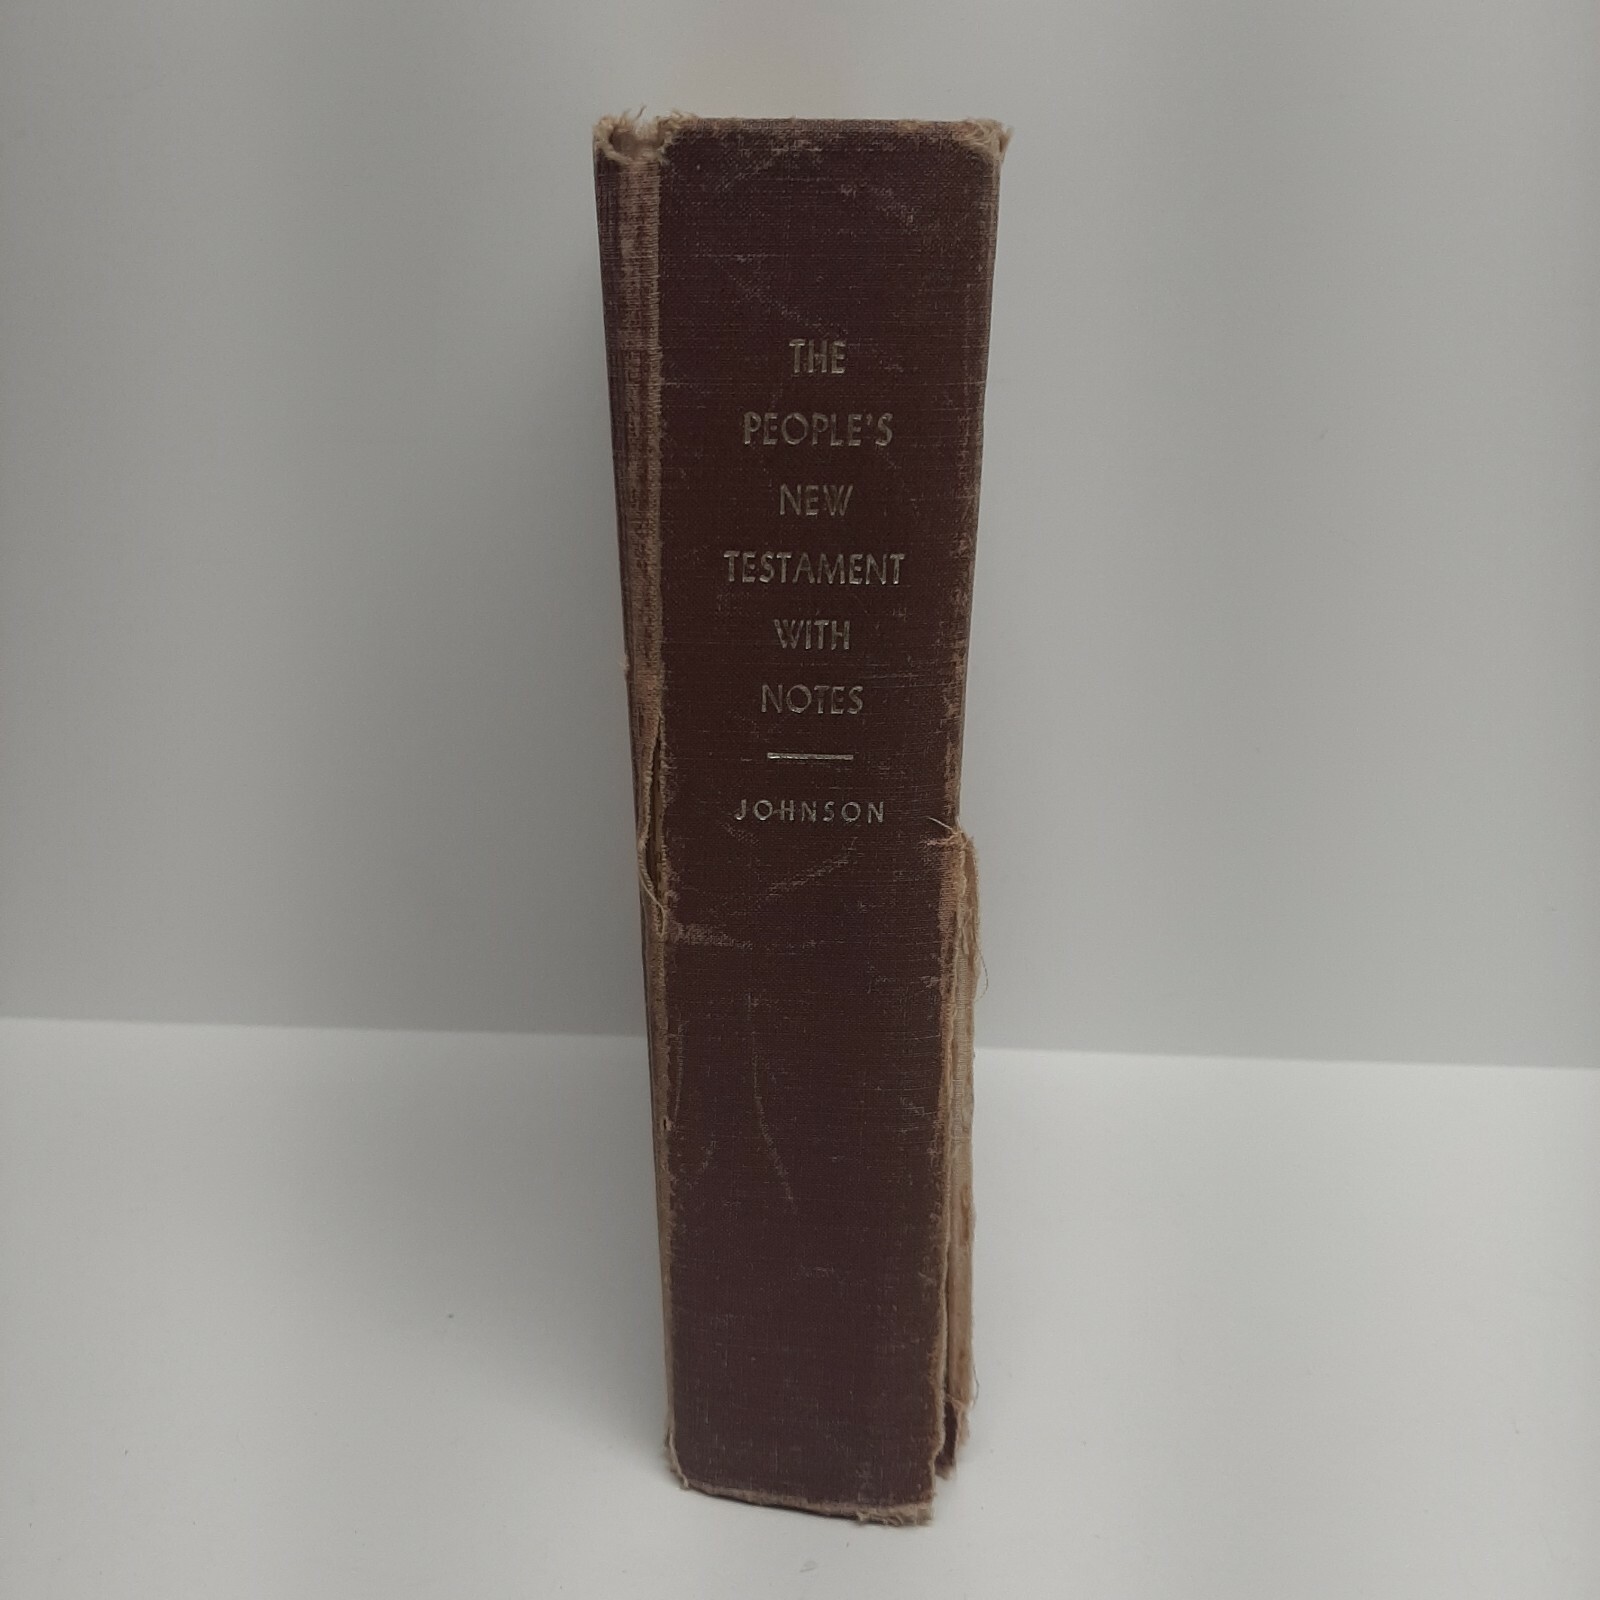 THE
PEOPLE'S
NEW
TESTAMENT
WITH
NOTES
JOHNSON